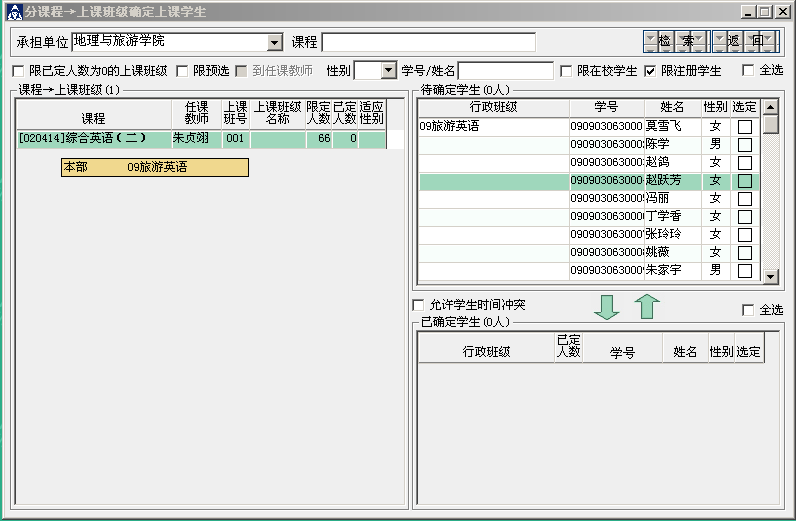 分课程→上课班级确定上课学生
承担单位 地理与旅游学院 课程 检 索 返 回
限已定人数为0的上课班级 限预选 到任课教师 性别 学号/姓名 限在校学生 限注册学生 全选
课程→上课班级(1)
课程 任课教师 上课班号 上课班级名称 限定人数 已定人数 适应性别
[020414]综合英语(二) 朱贞翊 001 66 0
本部 09旅游英语
待确定学生(0人)
行政班级 学号 姓名 性别 选定
09旅游英语 090903063000 莫雪飞 女
090903063000 陈学 男
090903063000 赵鸽 女
090903063000 赵跃芳 女
090903063000 冯丽 女
090903063000 丁学香 女
090903063000 张玲玲 女
090903063000 姚薇 女
090903063000 朱家宇 男
允许学生时间冲突 全选
已确定学生(0人)
行政班级 已定人数 学号 姓名 性别 选定